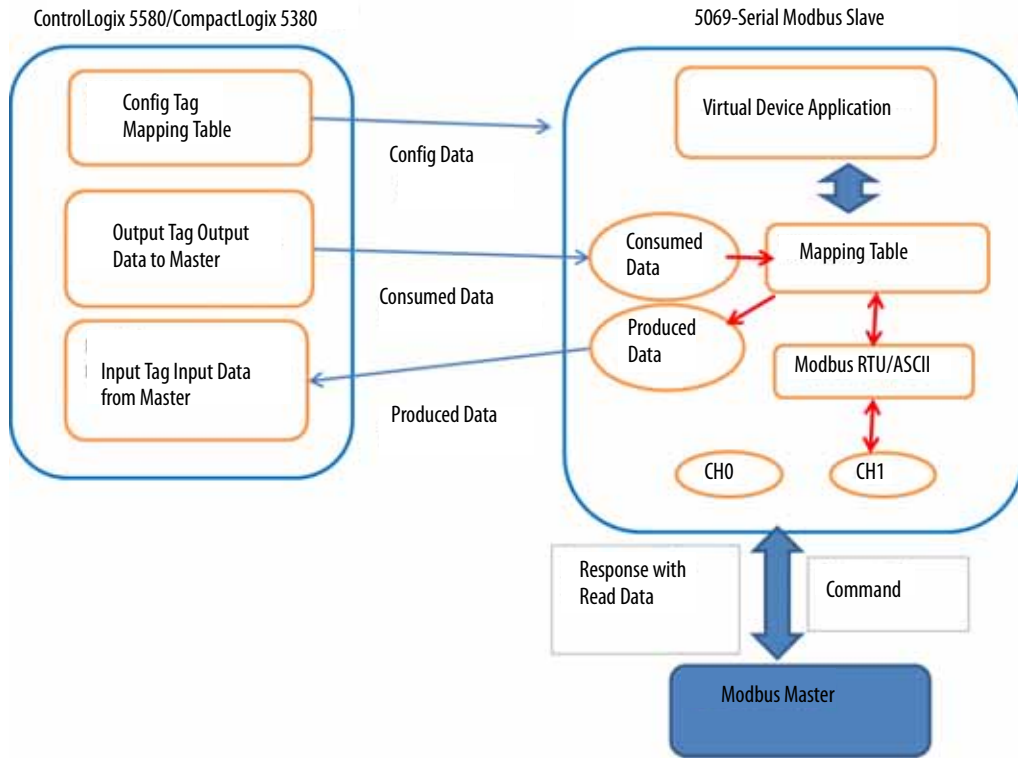 ControlLogix 5580/CompactLogix 5380
5069-Serial Modbus Slave
Config Tag
Mapping Table
Config Data
Output Tag Output
Data to Master
Consumed Data
Input Tag Input Data
from Master
Produced Data
Virtual Device Application
Consumed
Data
Mapping Table
Produced
Data
Modbus RTU/ASCII
CH0
CH1
Response with
Read Data
Command
Modbus Master